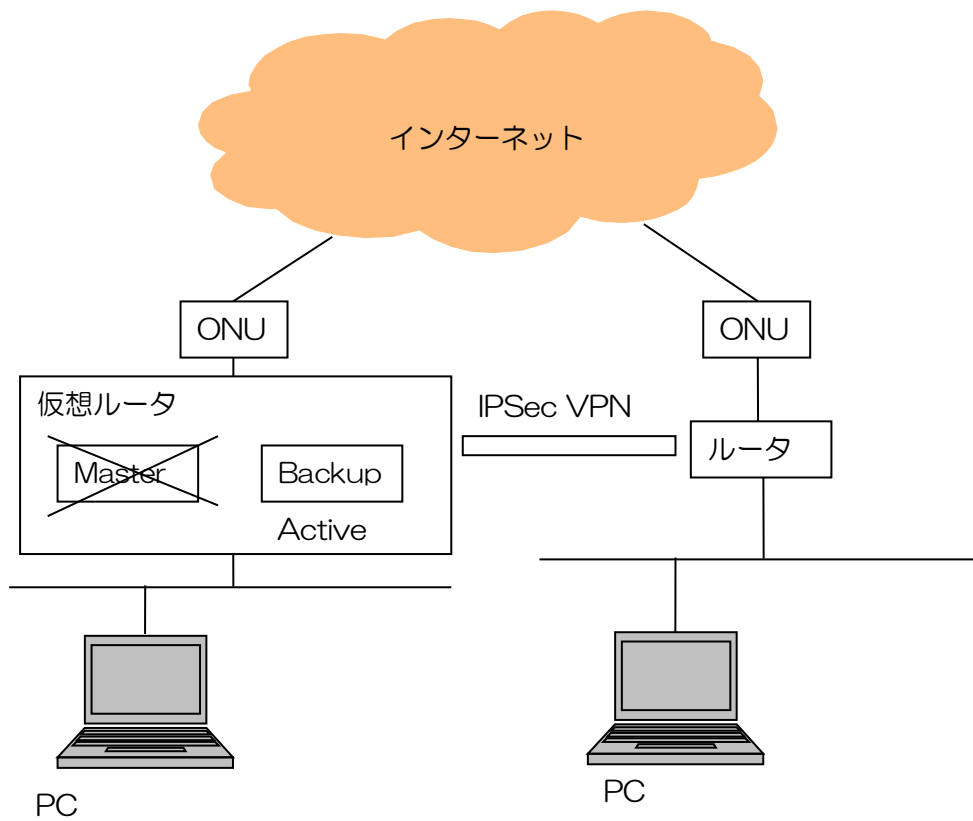 インターネット
ONU
ONU
仮想ルータ
IPSec VPN
Master
Backup
ルータ
Active
PC
PC